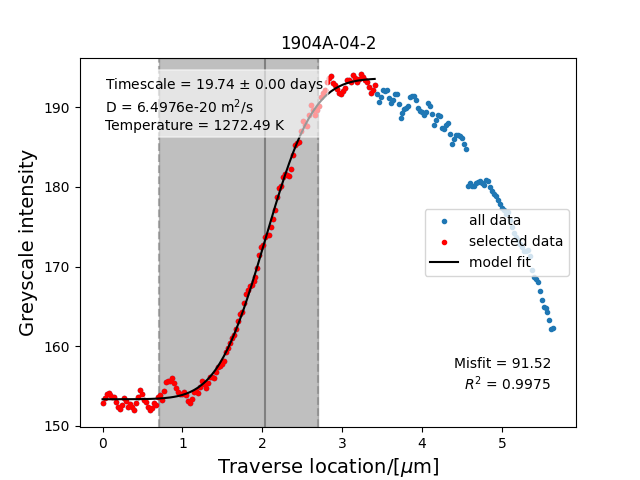 1904A-04-2
Timescale = 19.74 ± 0.00 days
D = 6.4976e-20 m²/s
Temperature = 1272.49 K
Greyscale intensity
190
180
170
160
150
all data
selected data
model fit
Misfit = 91.52
R² = 0.9975
0 1 2 3 4 5
Traverse location/[μm]